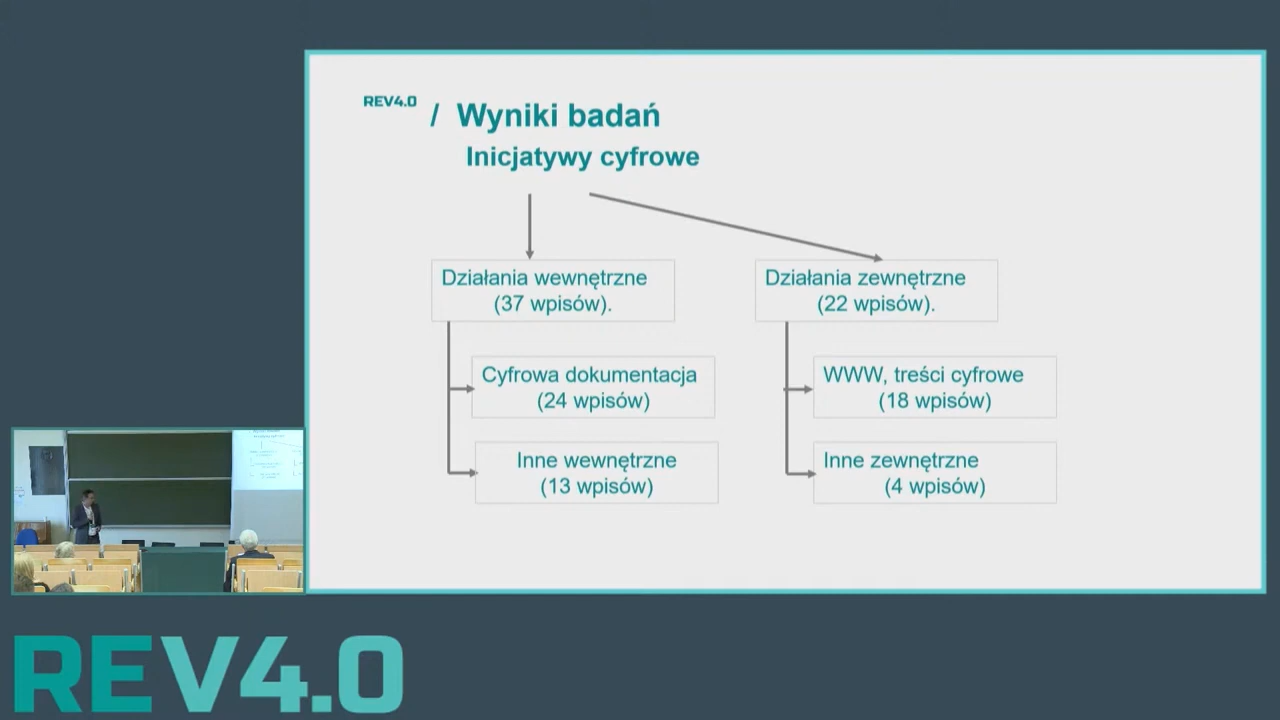 REV4.0
/ Wyniki badań
Inicjatywy cyfrowe
Działania wewnętrzne
(37 wpisów).
Działania zewnętrzne
(22 wpisów).
Cyfrowa dokumentacja
(24 wpisów)
WWW, treści cyfrowe
(18 wpisów)
Inne wewnętrzne
(13 wpisów)
Inne zewnętrzne
(4 wpisów)
REV4.0